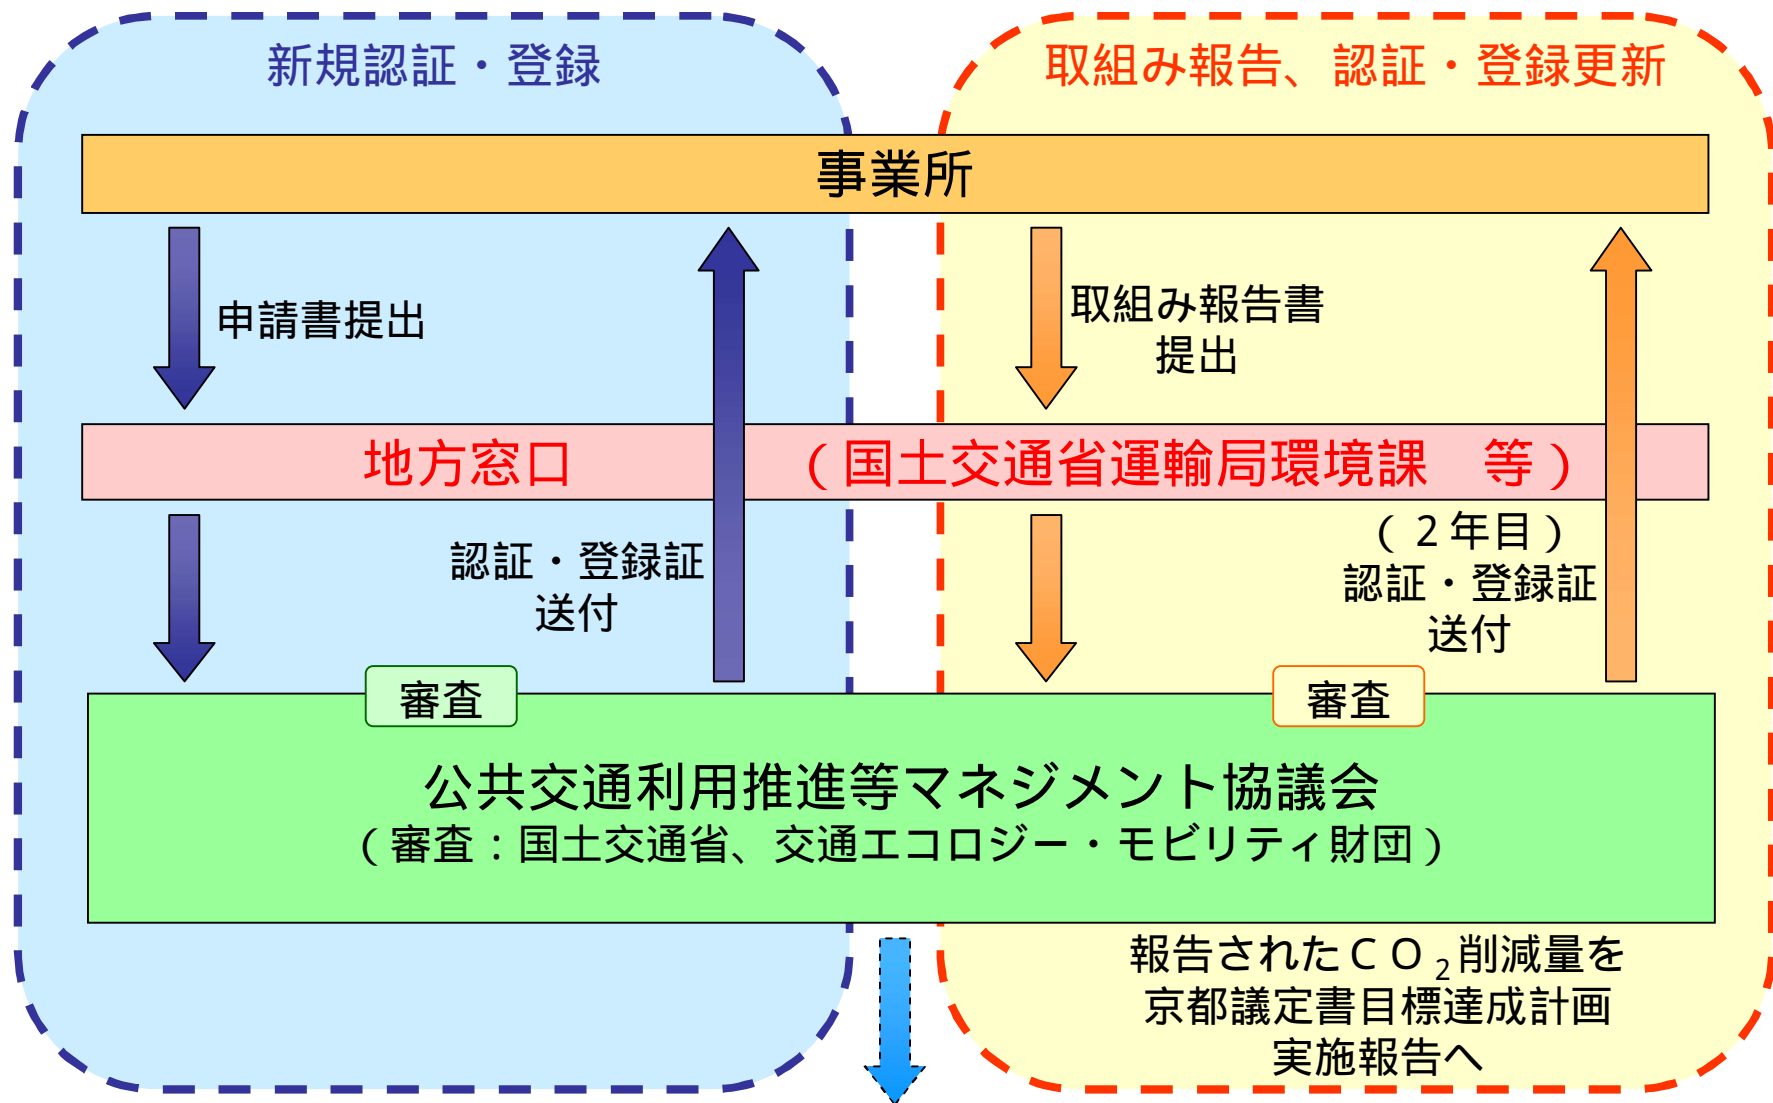 新規認証・登録
取組み報告、認証・登録更新
事業所
申請書提出
取組み報告書
提出
地方窓口　　　　（国土交通省運輸局環境課　等）
認証・登録証
送付
（２年目）
認証・登録証
送付
審査
審査
公共交通利用推進等マネジメント協議会
（審査：国土交通省、交通エコロジー・モビリティ財団）
報告されたＣＯ₂削減量を
京都議定書目標達成計画
実施報告へ